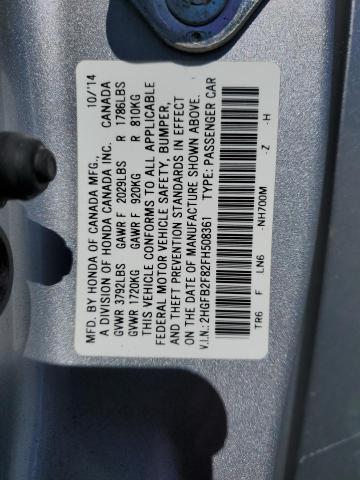 MFD. BY HONDA OF CANADA MFG., 10/'14
A DIVISION OF HONDA CANADA INC. CANADA
GVWR 3792LBS GAWR F 2029LBS R 1786LBS
GVWR 1720KG GAWR F 920KG R 810KG
THIS VEHICLE CONFORMS TO ALL APPLICABLE
FEDERAL MOTOR VEHICLE SAFETY, BUMPER,
AND THEFT PREVENTION STANDARDS IN EFFECT
ON THE DATE OF MANUFACTURE SHOWN ABOVE.
V.I.N.: 2HGFB2F82FH508361 TYPE: PASSENGER CAR
TR6 F LN6 -NH700M -Z -H